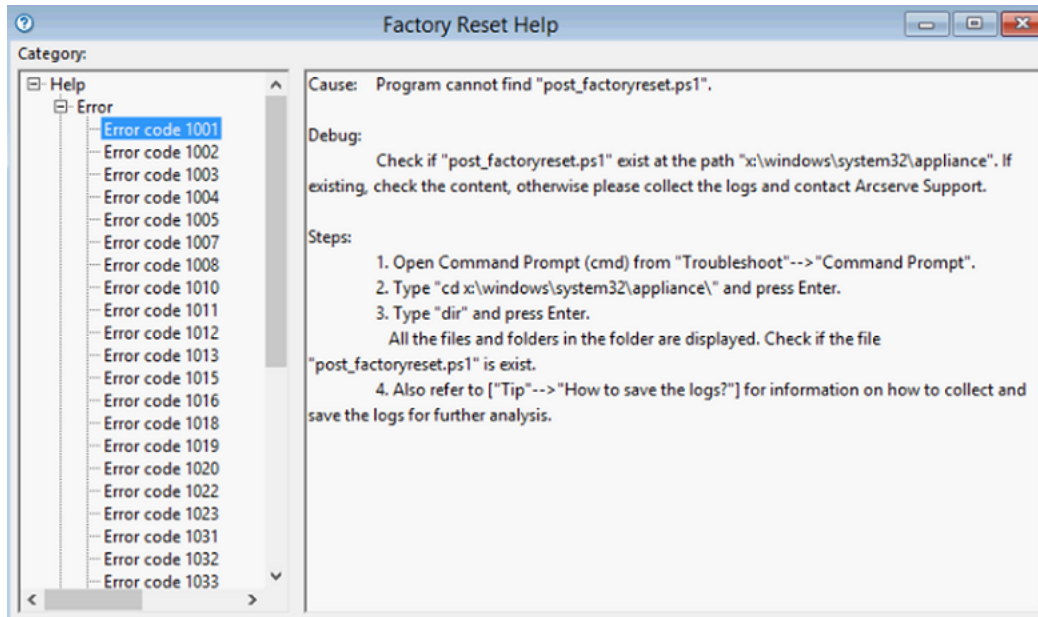 Factory Reset Help
Category:
Help
Error
Error code 1001
Error code 1002
Error code 1003
Error code 1004
Error code 1005
Error code 1007
Error code 1008
Error code 1010
Error code 1011
Error code 1012
Error code 1013
Error code 1015
Error code 1016
Error code 1018
Error code 1019
Error code 1020
Error code 1022
Error code 1023
Error code 1031
Error code 1032
Error code 1033
Cause: Program cannot find "post_factoryreset.ps1".
Debug:
Check if "post_factoryreset.ps1" exist at the path "x:\windows\system32\appliance". If
existing, check the content, otherwise please collect the logs and contact Arcserve Support.
Steps:
1. Open Command Prompt (cmd) from "Troubleshoot"-->"Command Prompt".
2. Type "cd x:\windows\system32\appliance\" and press Enter.
3. Type "dir" and press Enter.
All the files and folders in the folder are displayed. Check if the file
"post_factoryreset.ps1" is exist.
4. Also refer to ["Tip"-->"How to save the logs?"] for information on how to collect and
save the logs for further analysis.